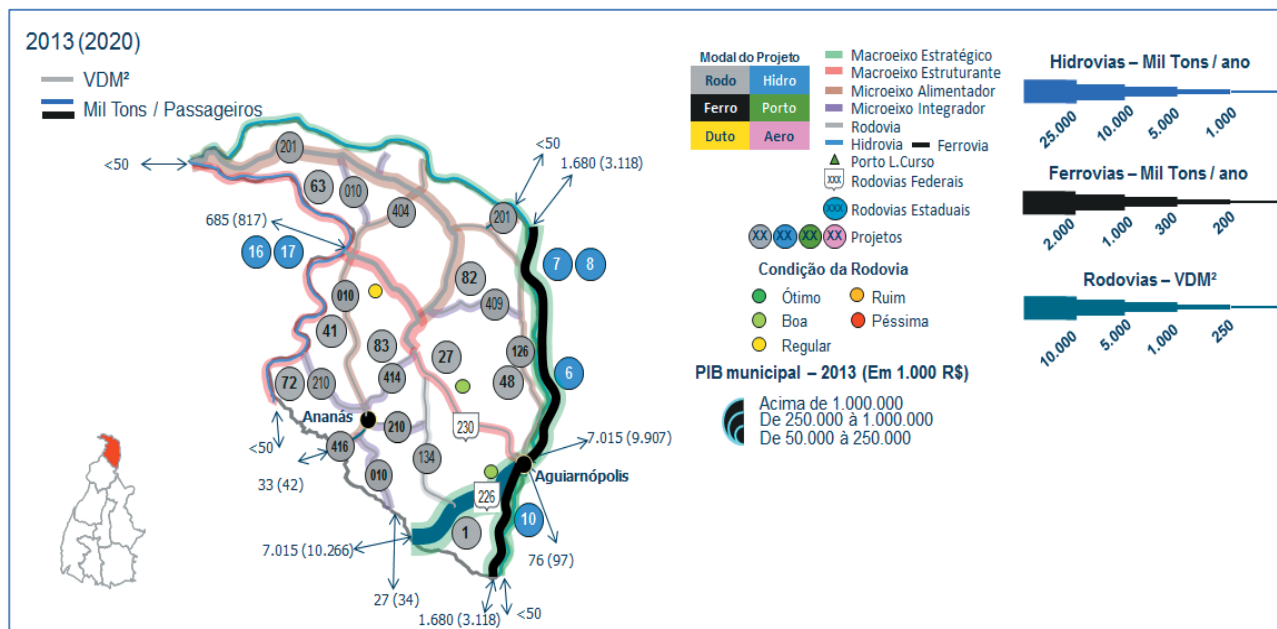 2013 (2020)
VDM²
Mil Tons / Passageiros
<50
201
63
010
404
201
<50
1.680 (3.118)
685 (817)
16
17
7
8
82
409
010
41
83
27
126
48
6
72
210
414
Ananás
210
230
<50
416
134
7.015 (9.907)
Aguiarnópolis
33 (42)
010
226
10
1
7.015 (10.266)
76 (97)
27 (34)
1.680 (3.118)
<50
Modal do Projeto
Rodo
Hidro
Ferro
Porto
Duto
Aero
Macroeixo Estratégico
Macroeixo Estruturante
Microeixo Alimentador
Microeixo Integrador
Rodovia
Hidrovia
Ferrovia
Porto L.Curso
XXX
Rodovias Federais
XXX
Rodovias Estaduais
XX
XX
XX
XX
Projetos
Condição da Rodovia
Ótimo
Ruim
Boa
Péssima
Regular
PIB municipal – 2013 (Em 1.000 R$)
Acima de 1.000.000
De 250.000 à 1.000.000
De 50.000 à 250.000
Hidrovias – Mil Tons / ano
25.000
10.000
5.000
1.000
Ferrovias – Mil Tons / ano
2.000
1.000
300
200
Rodovias – VDM²
10.000
5.000
1.000
250